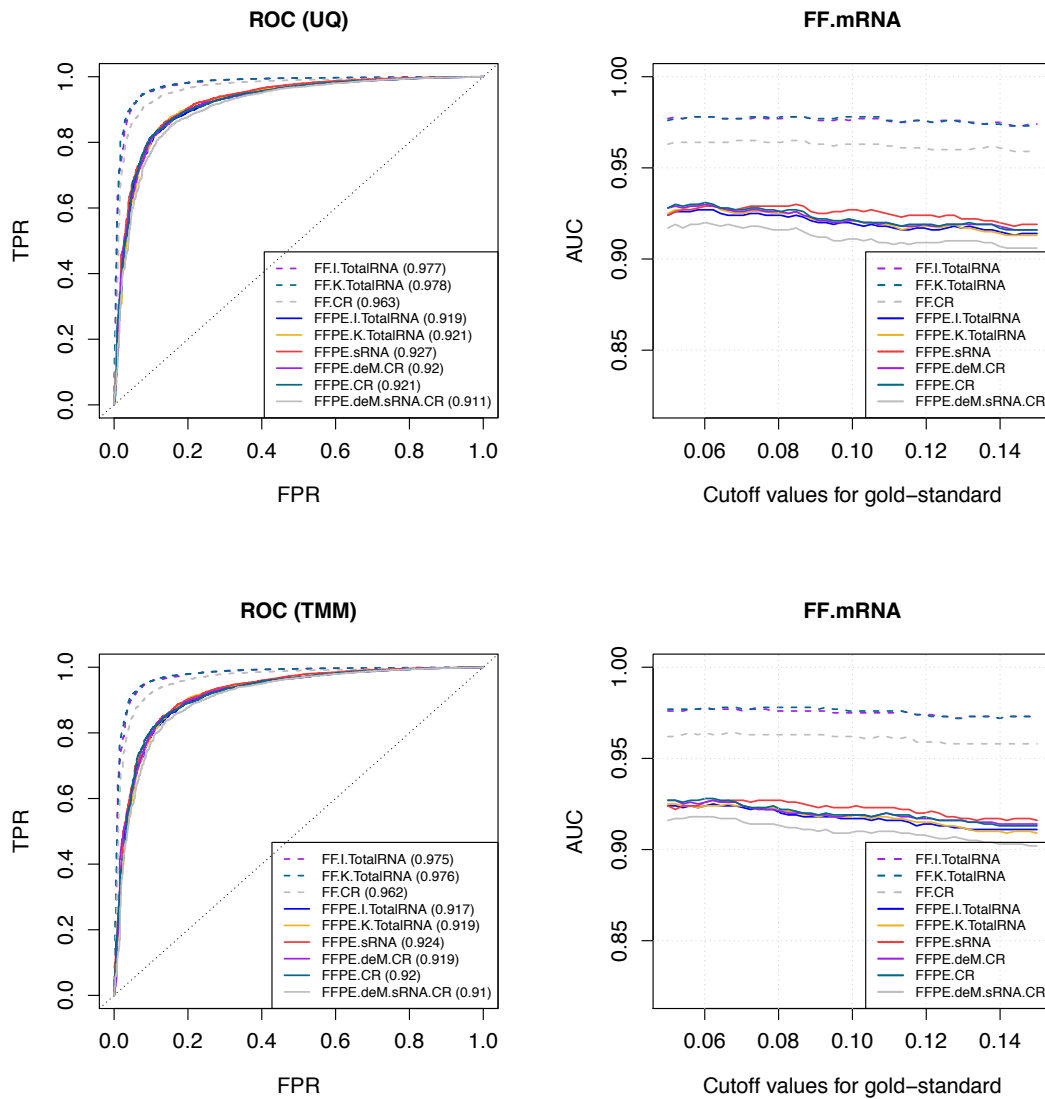 ROC (UQ)
TPR
0.0 0.2 0.4 0.6 0.8 1.0
FF.I.TotalRNA (0.977)
FF.K.TotalRNA (0.978)
FF.CR (0.963)
FFPE.I.TotalRNA (0.919)
FFPE.K.TotalRNA (0.921)
FFPE.sRNA (0.927)
FFPE.deM.CR (0.92)
FFPE.CR (0.921)
FFPE.deM.sRNA.CR (0.911)
0.0 0.2 0.4 0.6 0.8 1.0
FPR
FF.mRNA
AUC
0.85 0.90 0.95 1.00
FF.I.TotalRNA
FF.K.TotalRNA
FF.CR
FFPE.I.TotalRNA
FFPE.K.TotalRNA
FFPE.sRNA
FFPE.deM.CR
FFPE.CR
FFPE.deM.sRNA.CR
0.06 0.08 0.10 0.12 0.14
Cutoff values for gold−standard
ROC (TMM)
TPR
0.0 0.2 0.4 0.6 0.8 1.0
FF.I.TotalRNA (0.975)
FF.K.TotalRNA (0.976)
FF.CR (0.962)
FFPE.I.TotalRNA (0.917)
FFPE.K.TotalRNA (0.919)
FFPE.sRNA (0.924)
FFPE.deM.CR (0.919)
FFPE.CR (0.92)
FFPE.deM.sRNA.CR (0.91)
0.0 0.2 0.4 0.6 0.8 1.0
FPR
FF.mRNA
AUC
0.85 0.90 0.95 1.00
FF.I.TotalRNA
FF.K.TotalRNA
FF.CR
FFPE.I.TotalRNA
FFPE.K.TotalRNA
FFPE.sRNA
FFPE.deM.CR
FFPE.CR
FFPE.deM.sRNA.CR
0.06 0.08 0.10 0.12 0.14
Cutoff values for gold−standard